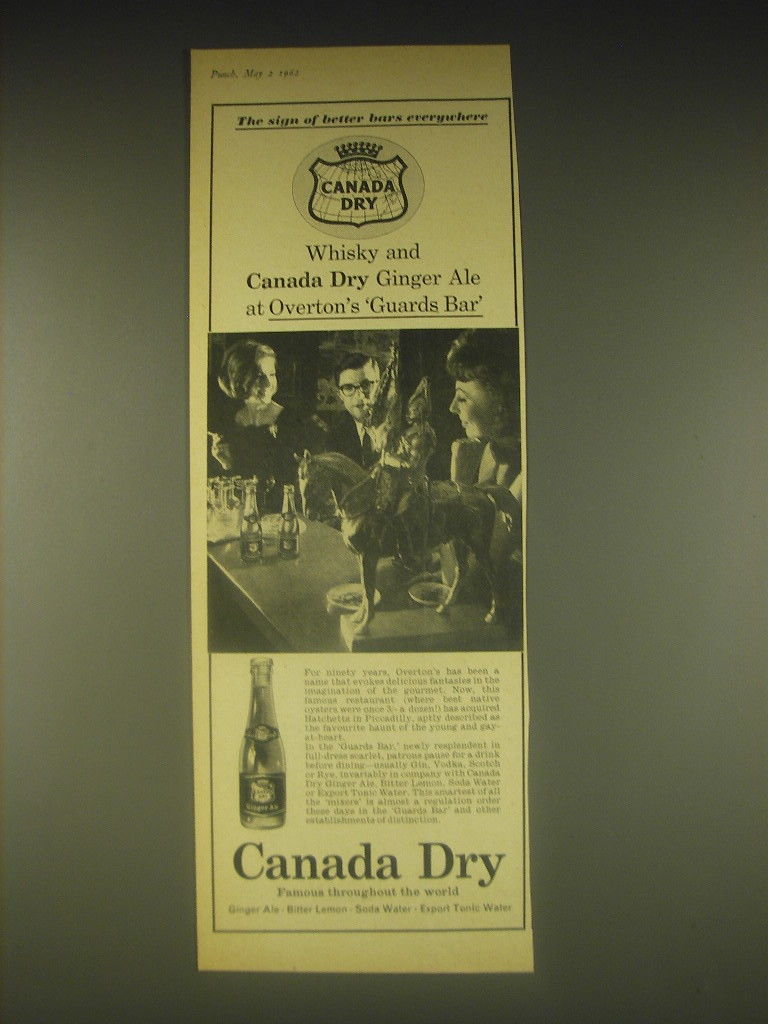 Punch, May 2 1962
The sign of better bars everywhere
CANADA
DRY
Whisky and
Canada Dry Ginger Ale
at Overton's 'Guards Bar'
For ninety years, Overton's has been a
name that evokes delicious fantasies in the
imagination of the gourmet. Now, this
famous restaurant (where best native
oysters were once 3/- a dozen!) has acquired
Hatchetts in Piccadilly, aptly described as
the favourite haunt of the young and gay-
at-heart.
In the 'Guards Bar,' newly resplendent in
full-dress scarlet, patrons pause for a drink
before dining—usually Gin, Vodka, Scotch
or Rye, invariably in company with Canada
Dry Ginger Ale, Bitter Lemon, Soda Water
or Export Tonic Water. This smartest of all
the 'mixers' is almost a regulation order
these days in the 'Guards Bar' and other
establishments of distinction.
Ginger Ale
Canada Dry
Famous throughout the world
Ginger Ale · Bitter Lemon · Soda Water · Export Tonic Water